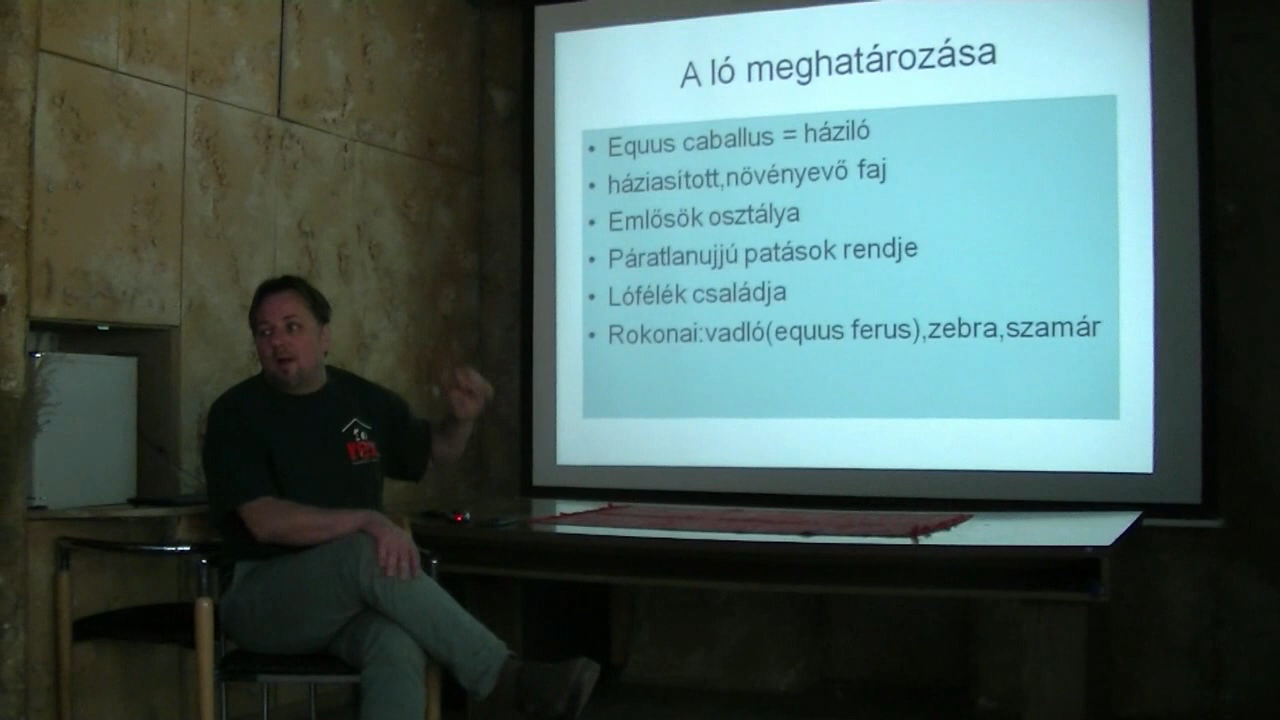 A ló meghatározása
• Equus caballus = háziló
• háziasított,növényevő faj
• Emlősök osztálya
• Páratlanujjú patások rendje
• Lófélék családja
• Rokonai:vadló(equus ferus),zebra,szamár